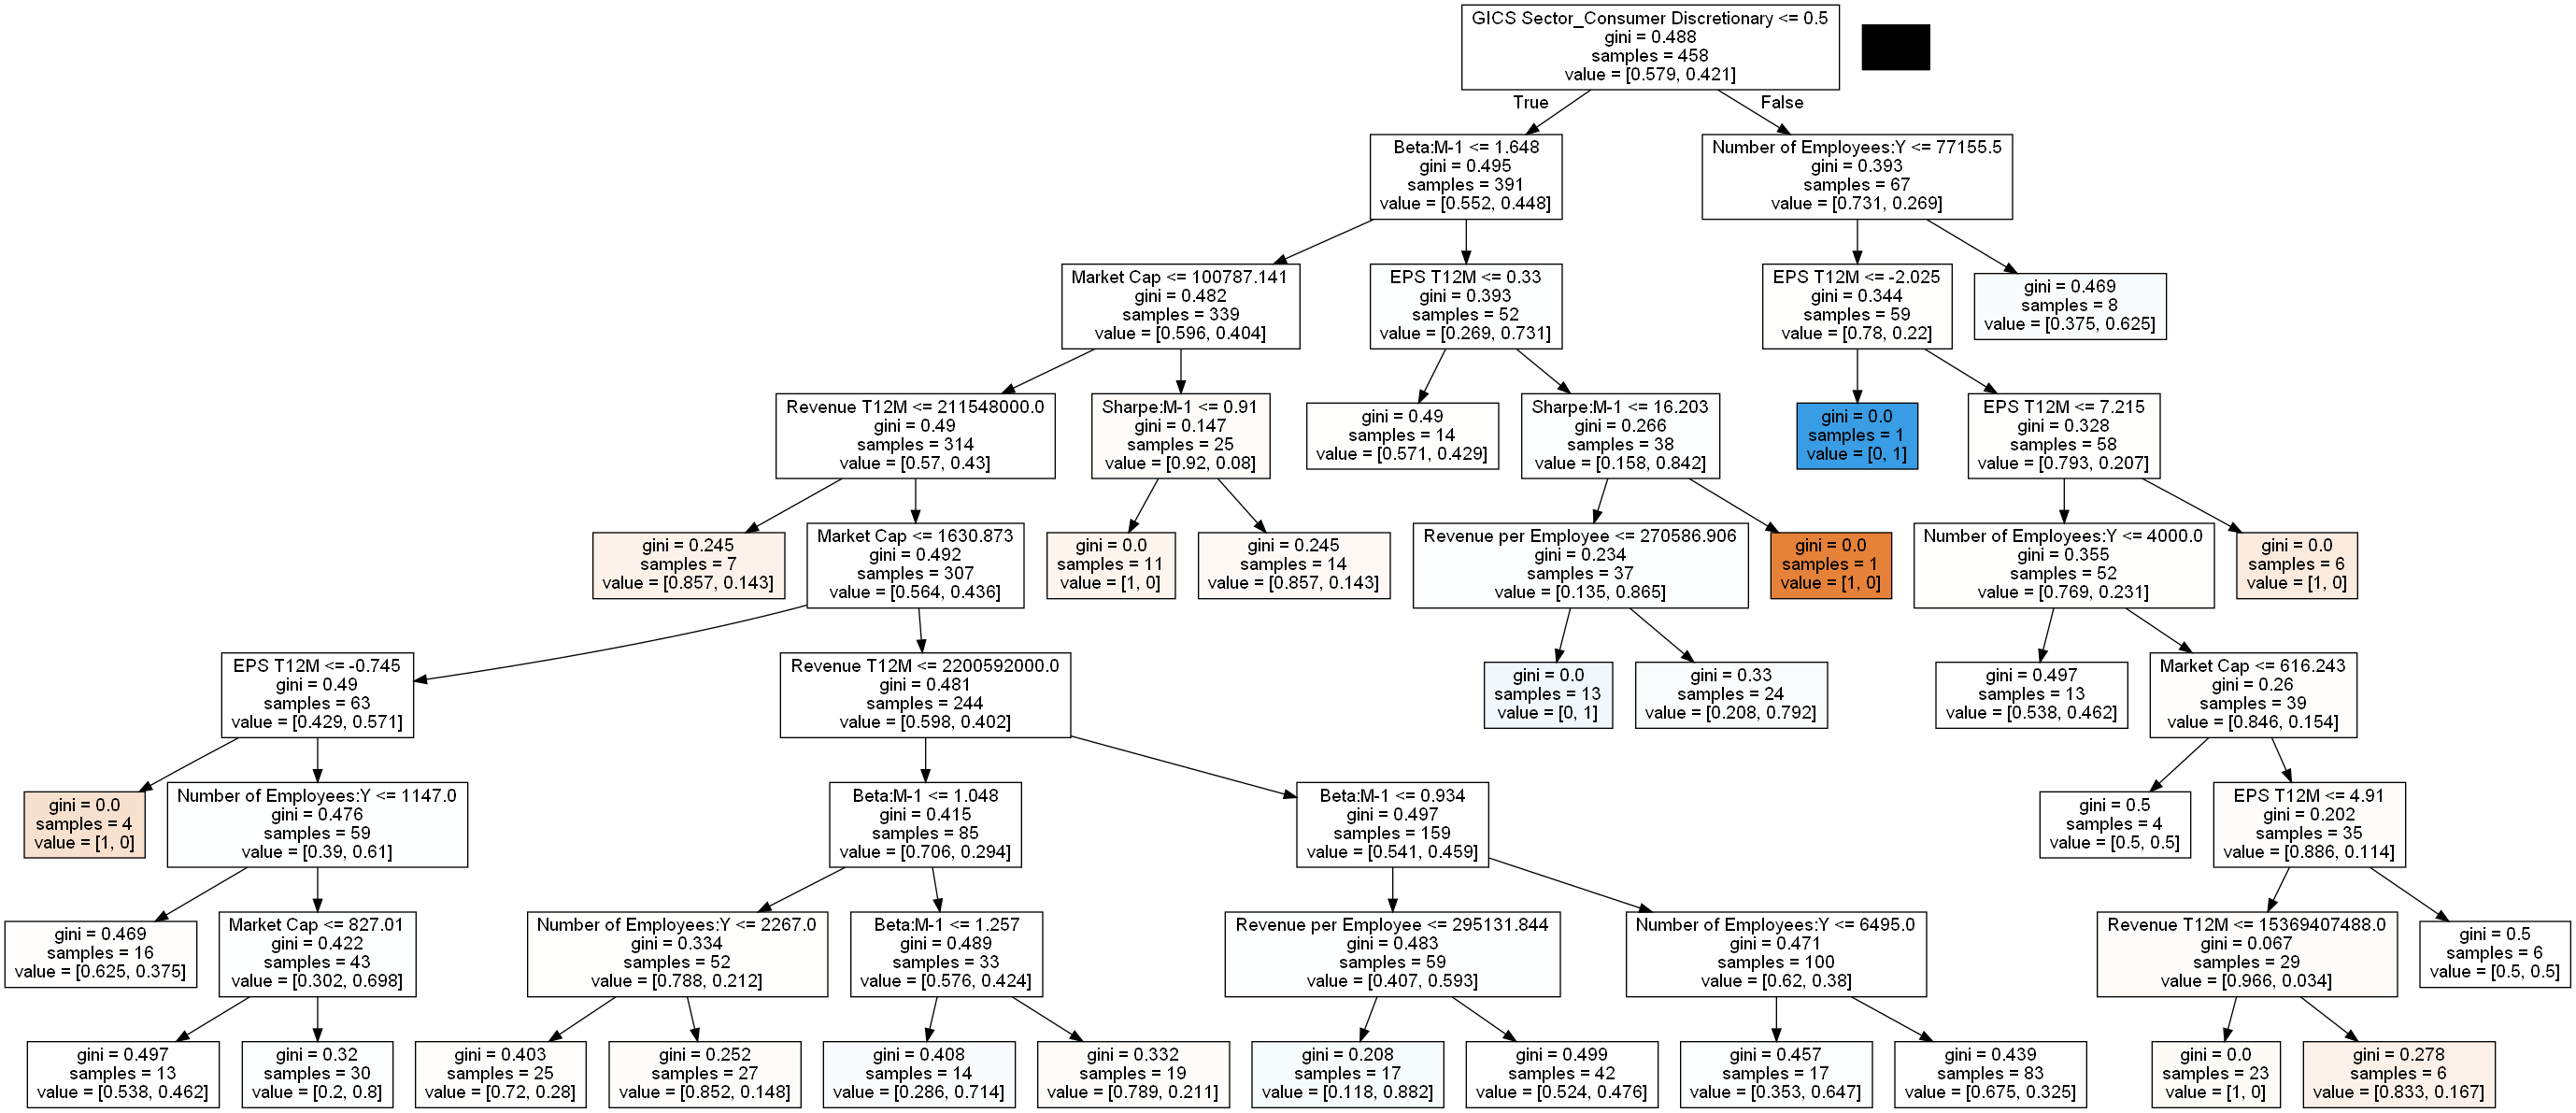 GICS Sector_Consumer Discretionary <= 0.5
gini = 0.488
samples = 458
value = [0.579, 0.421]
True
False
Beta:M-1 <= 1.648
gini = 0.495
samples = 391
value = [0.552, 0.448]
Number of Employees:Y <= 77155.5
gini = 0.393
samples = 67
value = [0.731, 0.269]
Market Cap <= 100787.141
gini = 0.482
samples = 339
value = [0.596, 0.404]
EPS T12M <= 0.33
gini = 0.393
samples = 52
value = [0.269, 0.731]
EPS T12M <= -2.025
gini = 0.344
samples = 59
value = [0.78, 0.22]
gini = 0.469
samples = 8
value = [0.375, 0.625]
Revenue T12M <= 211548000.0
gini = 0.49
samples = 314
value = [0.57, 0.43]
Sharpe:M-1 <= 0.91
gini = 0.147
samples = 25
value = [0.92, 0.08]
gini = 0.49
samples = 14
value = [0.571, 0.429]
Sharpe:M-1 <= 16.203
gini = 0.266
samples = 38
value = [0.158, 0.842]
gini = 0.0
samples = 1
value = [0, 1]
EPS T12M <= 7.215
gini = 0.328
samples = 58
value = [0.793, 0.207]
gini = 0.245
samples = 7
value = [0.857, 0.143]
Market Cap <= 1630.873
gini = 0.492
samples = 307
value = [0.564, 0.436]
gini = 0.0
samples = 11
value = [1, 0]
gini = 0.245
samples = 14
value = [0.857, 0.143]
Revenue per Employee <= 270586.906
gini = 0.234
samples = 37
value = [0.135, 0.865]
gini = 0.0
samples = 1
value = [1, 0]
Number of Employees:Y <= 4000.0
gini = 0.355
samples = 52
value = [0.769, 0.231]
gini = 0.0
samples = 6
value = [1, 0]
EPS T12M <= -0.745
gini = 0.49
samples = 63
value = [0.429, 0.571]
Revenue T12M <= 2200592000.0
gini = 0.481
samples = 244
value = [0.598, 0.402]
gini = 0.0
samples = 13
value = [0, 1]
gini = 0.33
samples = 24
value = [0.208, 0.792]
gini = 0.497
samples = 13
value = [0.538, 0.462]
Market Cap <= 616.243
gini = 0.26
samples = 39
value = [0.846, 0.154]
gini = 0.0
samples = 4
value = [1, 0]
Number of Employees:Y <= 1147.0
gini = 0.476
samples = 59
value = [0.39, 0.61]
Beta:M-1 <= 1.048
gini = 0.415
samples = 85
value = [0.706, 0.294]
Beta:M-1 <= 0.934
gini = 0.497
samples = 159
value = [0.541, 0.459]
gini = 0.5
samples = 4
value = [0.5, 0.5]
EPS T12M <= 4.91
gini = 0.202
samples = 35
value = [0.886, 0.114]
gini = 0.469
samples = 16
value = [0.625, 0.375]
Market Cap <= 827.01
gini = 0.422
samples = 43
value = [0.302, 0.698]
Number of Employees:Y <= 2267.0
gini = 0.334
samples = 52
value = [0.788, 0.212]
Beta:M-1 <= 1.257
gini = 0.489
samples = 33
value = [0.576, 0.424]
Revenue per Employee <= 295131.844
gini = 0.483
samples = 59
value = [0.407, 0.593]
Number of Employees:Y <= 6495.0
gini = 0.471
samples = 100
value = [0.62, 0.38]
Revenue T12M <= 15369407488.0
gini = 0.067
samples = 29
value = [0.966, 0.034]
gini = 0.5
samples = 6
value = [0.5, 0.5]
gini = 0.497
samples = 13
value = [0.538, 0.462]
gini = 0.32
samples = 30
value = [0.2, 0.8]
gini = 0.403
samples = 25
value = [0.72, 0.28]
gini = 0.252
samples = 27
value = [0.852, 0.148]
gini = 0.408
samples = 14
value = [0.286, 0.714]
gini = 0.332
samples = 19
value = [0.789, 0.211]
gini = 0.208
samples = 17
value = [0.118, 0.882]
gini = 0.499
samples = 42
value = [0.524, 0.476]
gini = 0.457
samples = 17
value = [0.353, 0.647]
gini = 0.439
samples = 83
value = [0.675, 0.325]
gini = 0.0
samples = 23
value = [1, 0]
gini = 0.278
samples = 6
value = [0.833, 0.167]